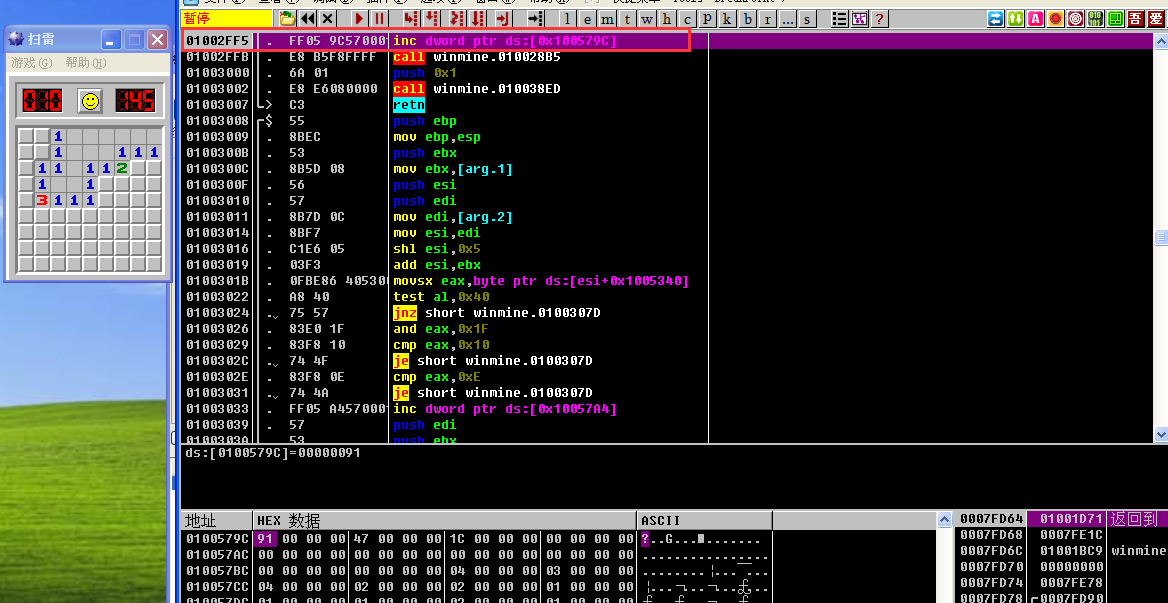 暂停
l e m t w h c p k b r ... s
扫雷
游戏(G) 帮助(H)
010 145
1
1 1 1 1
1 1 1 1 2
1 1
3 1 1 1
01002FF5 . FF05 9C57000 inc dword ptr ds:[0x100579C]
01002FFB . E8 B5F8FFFF call winmine.010028B5
01003000 . 6A 01 push 0x1
01003002 . E8 E6080000 call winmine.010038ED
01003007 > C3 retn
01003008 $ 55 push ebp
01003009 . 8BEC mov ebp,esp
0100300B . 53 push ebx
0100300C . 8B5D 08 mov ebx,[arg.1]
0100300F . 56 push esi
01003010 . 57 push edi
01003011 . 8B7D 0C mov edi,[arg.2]
01003014 . 8BF7 mov esi,edi
01003016 . C1E6 05 shl esi,0x5
01003019 . 03F3 add esi,ebx
0100301B . 0FBE86 40530 movsx eax,byte ptr ds:[esi+0x1005340]
01003022 . A8 40 test al,0x40
01003024 . 75 57 jnz short winmine.0100307D
01003026 . 83E0 1F and eax,0x1F
01003029 . 83F8 10 cmp eax,0x10
0100302C . 74 4F je short winmine.0100307D
0100302E . 83F8 0E cmp eax,0xE
01003031 . 74 4A je short winmine.0100307D
01003033 . FF05 A457000 inc dword ptr ds:[0x10057A4]
01003039 . 57 push edi
0100303A . 53 push ebx
ds:[0100579C]=00000091
地址 HEX 数据 ASCII
0100579C 91 00 00 00 47 00 00 00 1C 00 00 00 00 00 00 00 ?..G...
010057AC 00 00 00 00 00 00 00 00 00 00 00 00 00 00 00 00 ................
010057BC 00 00 00 00 00 00 00 00 04 00 00 00 03 00 00 00
010057CC 04 00 00 00 02 00 00 00 02 00 00 00 01 00 00 00
0007FD64 01001D71 返回到
0007FD68 0007FE1C
0007FD6C 01001BC9 winmine
0007FD70 00000000
0007FD74 0007FE78
0007FD78 0007FD90